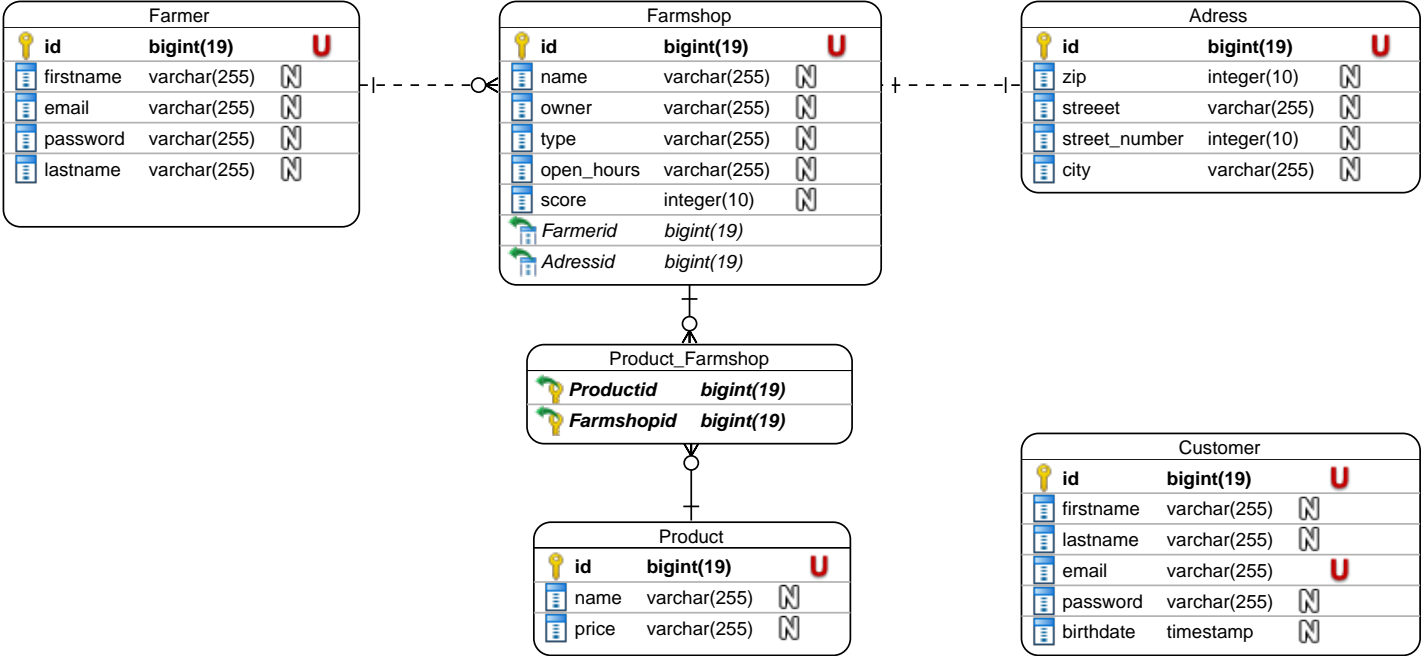 Farmer
id bigint(19) U
firstname varchar(255) N
email varchar(255) N
password varchar(255) N
lastname varchar(255) N
Farmshop
id bigint(19) U
name varchar(255) N
owner varchar(255) N
type varchar(255) N
open_hours varchar(255) N
score integer(10) N
Farmerid bigint(19)
Adressid bigint(19)
Adress
id bigint(19) U
zip integer(10) N
streeet varchar(255) N
street_number integer(10) N
city varchar(255) N
Product_Farmshop
Productid bigint(19)
Farmshopid bigint(19)
Product
id bigint(19) U
name varchar(255) N
price varchar(255) N
Customer
id bigint(19) U
firstname varchar(255) N
lastname varchar(255) N
email varchar(255) U
password varchar(255) N
birthdate timestamp N